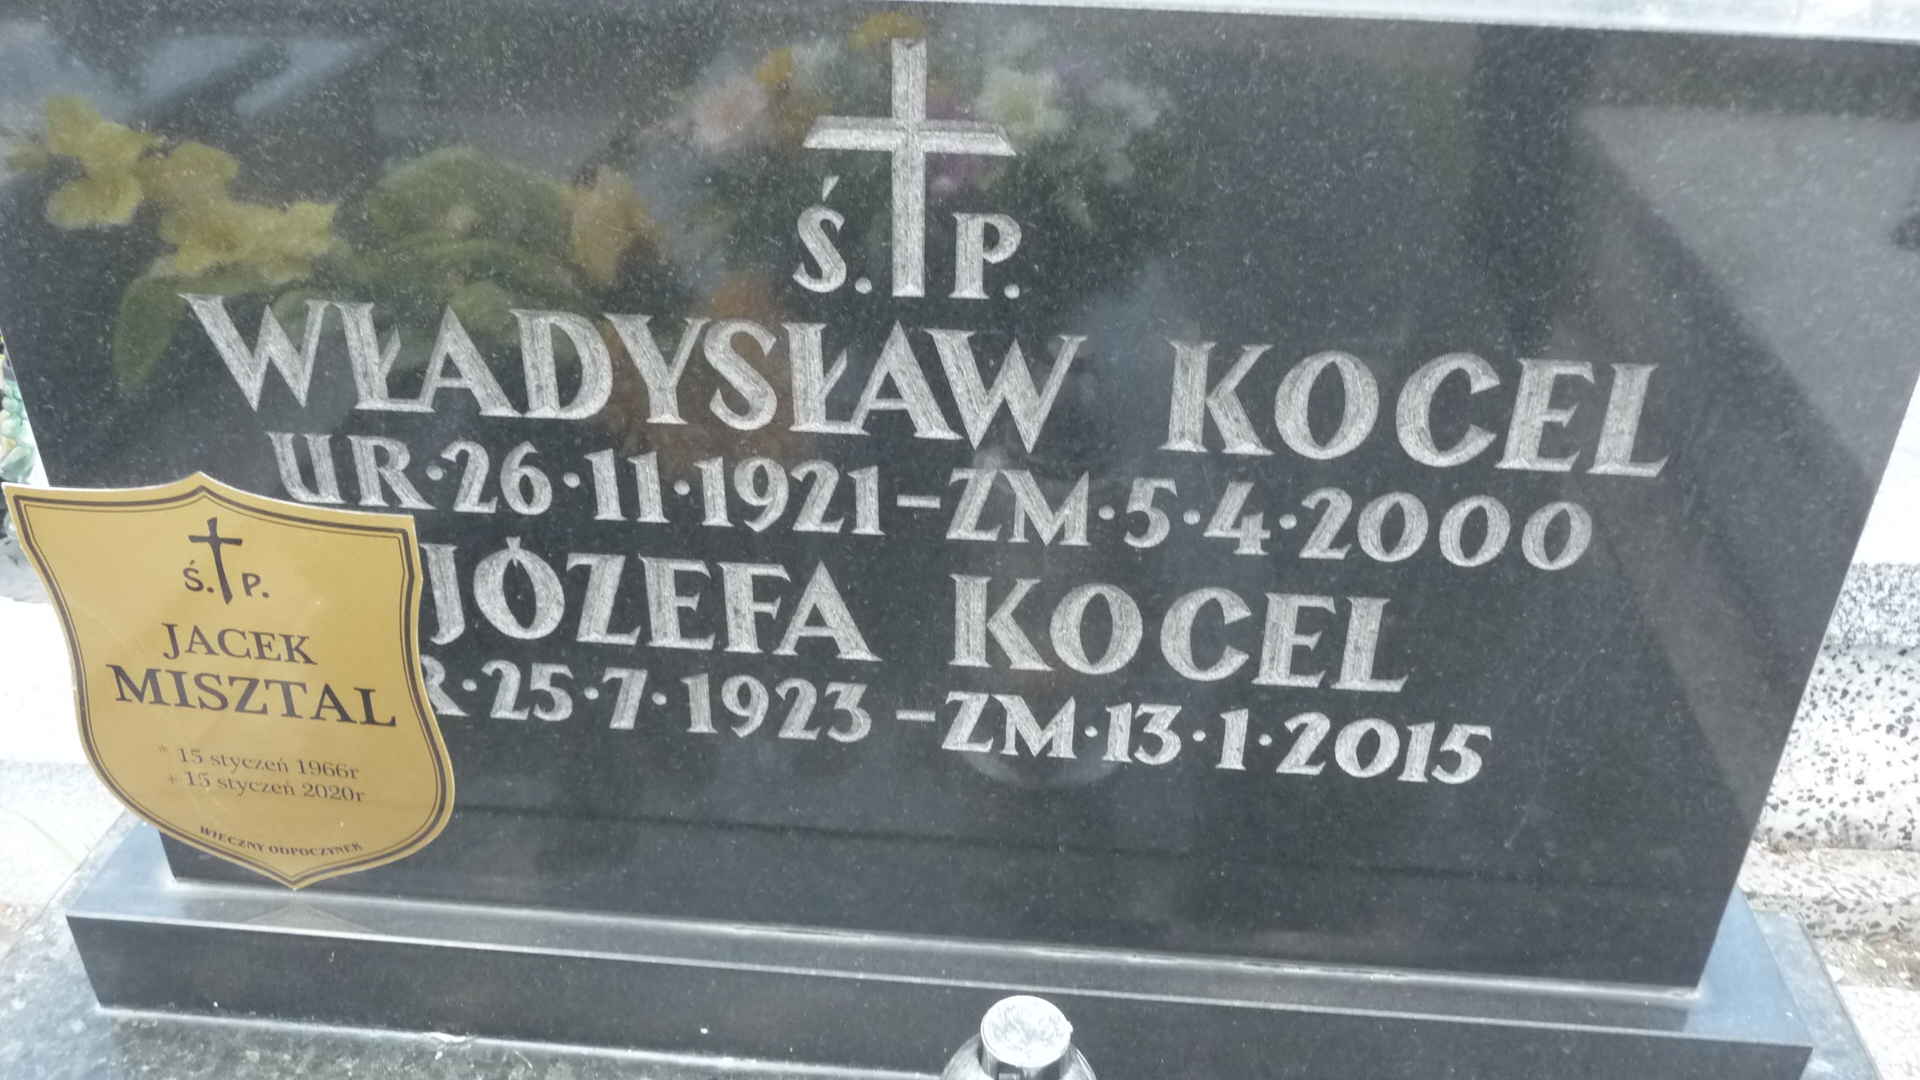 Ś. P.
WŁADYSŁAW KOCEL
UR·26·11·1921–ZM·5·4·2000
JÓZEFA KOCEL
R·25·7·1923–ZM·13·1·2015
Ś. P.
JACEK
MISZTAL
* 15 styczeń 1966r
+ 15 styczeń 2020r
WIECZNY ODPOCZYNEK